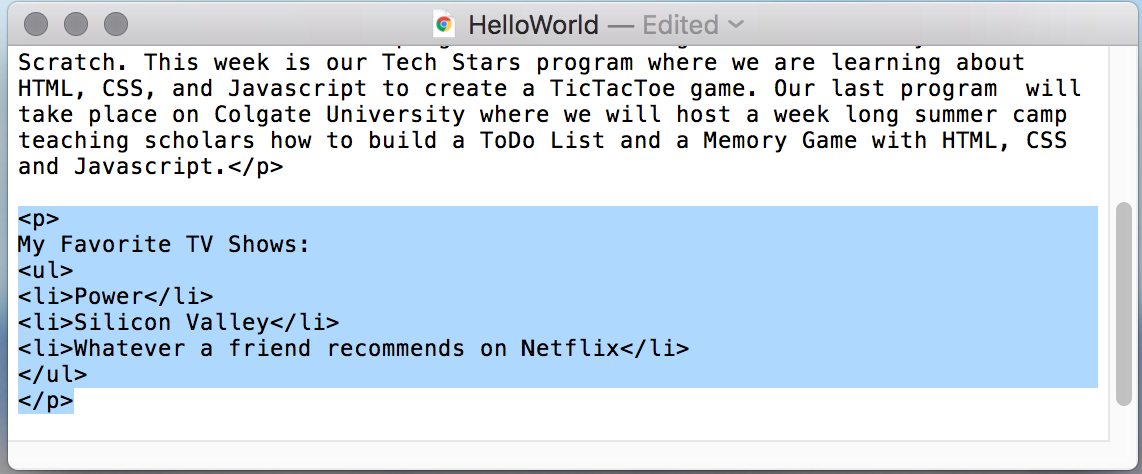 HelloWorld — Edited
Scratch. This week is our Tech Stars program where we are learning about
HTML, CSS, and Javascript to create a TicTacToe game. Our last program  will
take place on Colgate University where we will host a week long summer camp
teaching scholars how to build a ToDo List and a Memory Game with HTML, CSS
and Javascript.</p>
<p>
My Favorite TV Shows:
<ul>
<li>Power</li>
<li>Silicon Valley</li>
<li>Whatever a friend recommends on Netflix</li>
</ul>
</p>